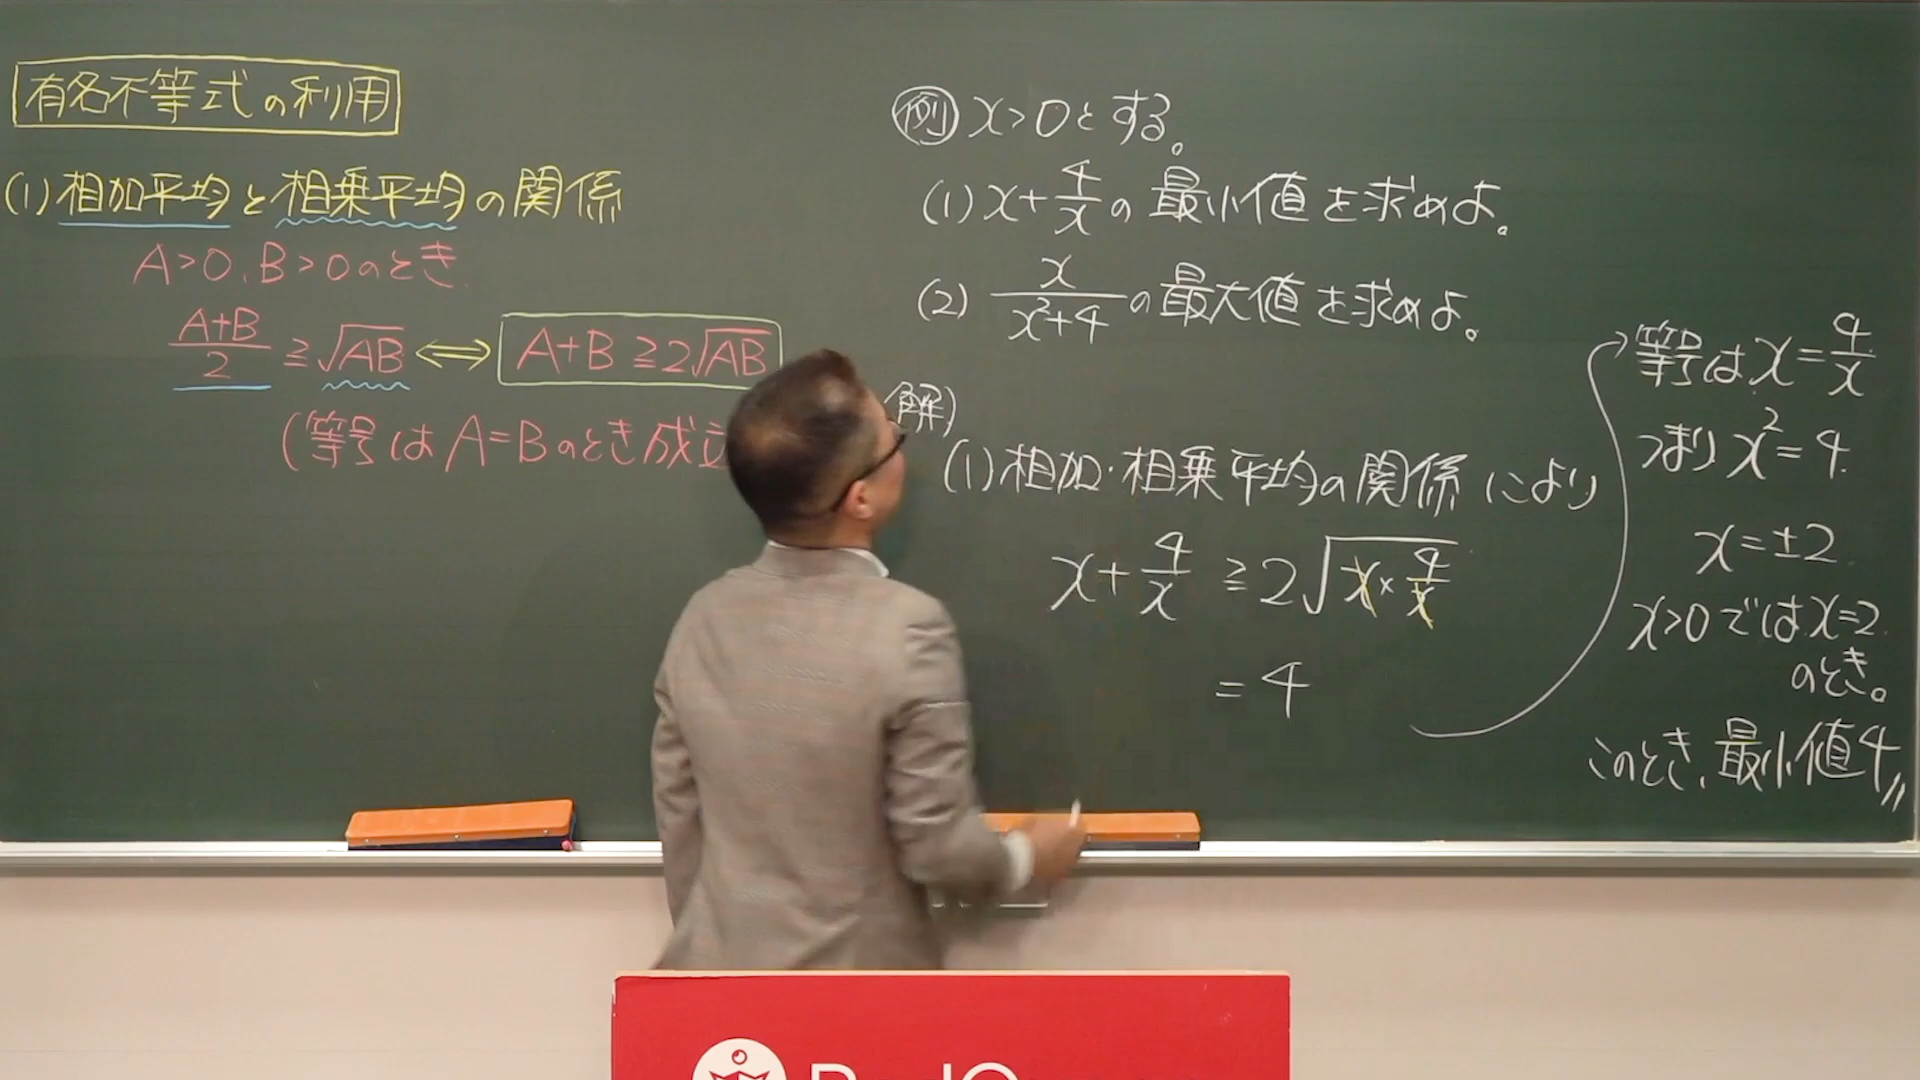 有名不等式の利用
(1) 相加平均と相乗平均の関係
A>0, B>0のとき
(A+B)/2 ≧ √AB ⟺ A+B ≧ 2√AB
(等号は A=Bのとき成立
例 x>0とする。
(1) x+4/x の最小値を求めよ。
(2) x/(x²+4) の最大値を求めよ。
解)
(1) 相加・相乗平均の関係により
x+4/x ≧ 2√(x×4/x)
= 4
等号は x=4/x
つまり x²=4
x=±2
x>0では x=2
のとき。
このとき、最小値4〃